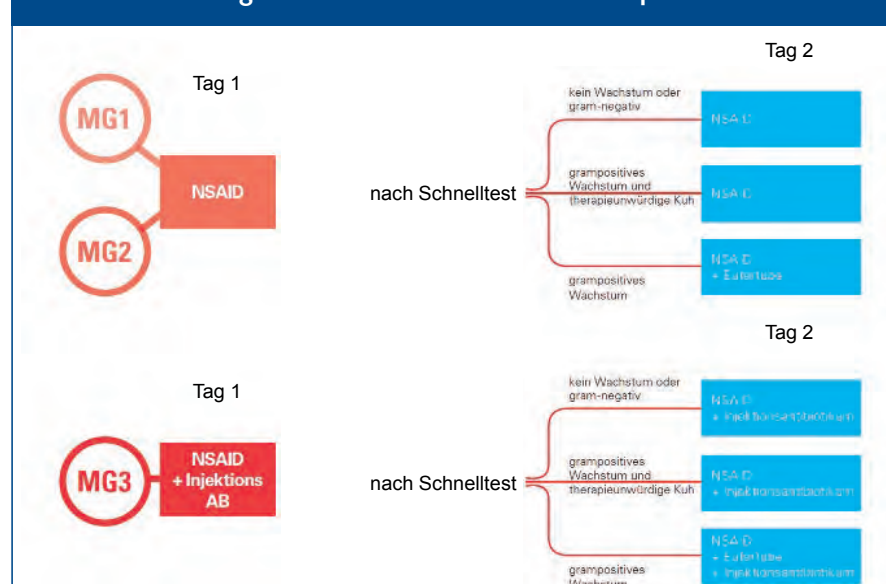 Tag 1
MG1
MG2
NSAID
nach Schnelltest
Tag 2
kein Wachstum oder
gram-negativ
NSAID
grampositives
Wachstum und
therapieunwürdige Kuh
NSAID
grampositives
Wachstum
NSAID
+ Eutertube
Tag 1
MG3
NSAID
+ Injektions
AB
nach Schnelltest
Tag 2
kein Wachstum oder
gram-negativ
NSAID
+ Injektionsantibiotikum
grampositives
Wachstum und
therapieunwürdige Kuh
NSAID
+ Injektionsantibiotikum
grampositives
Wachstum
NSAID
+ Eutertube
+ Injektionsantibiotikum